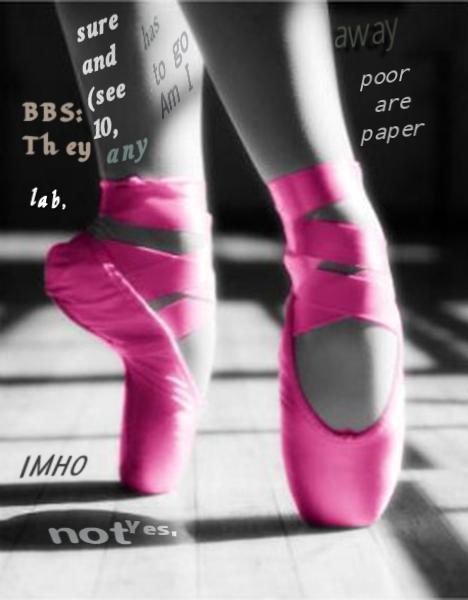 sure
and
(see
10,
has
to go
Am I
away
poor
are
paper
BBS:
They
any
lab,
IMHO
not
Yes.